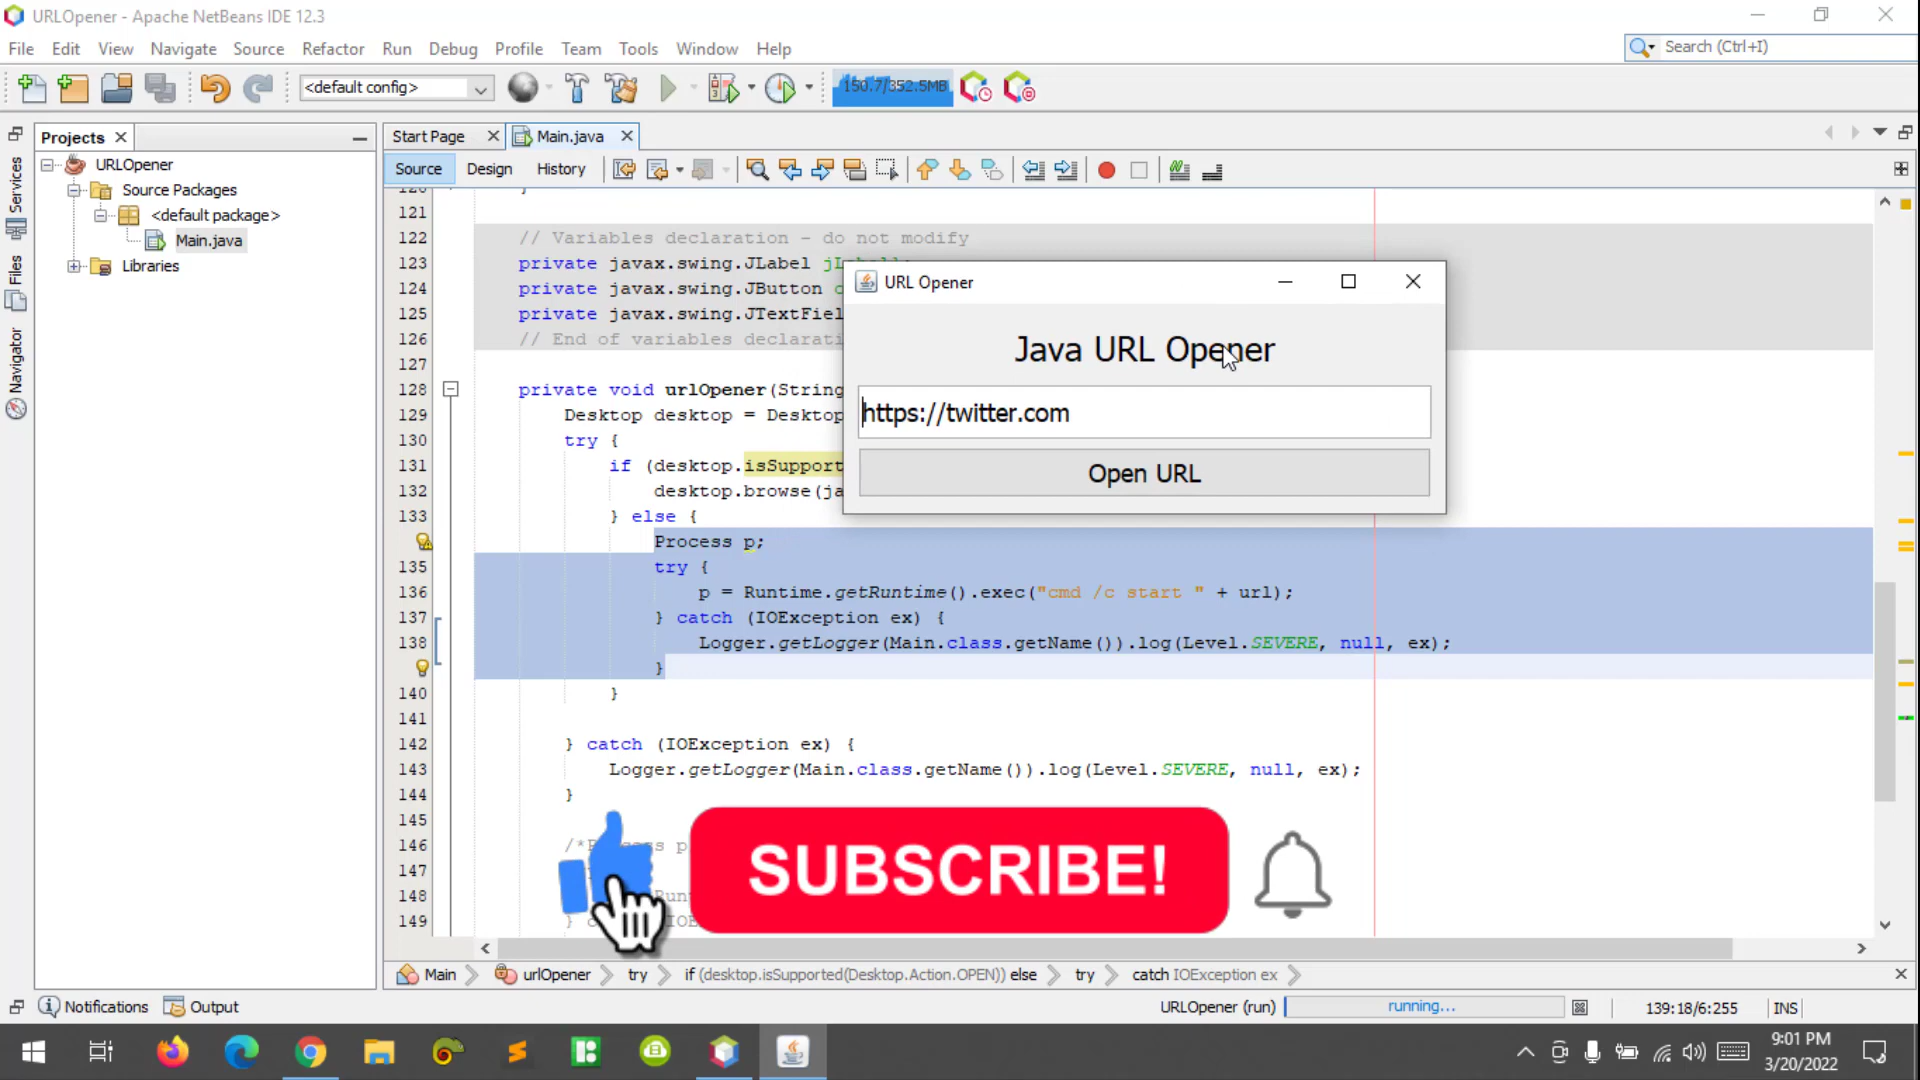 URLOpener - Apache NetBeans IDE 12.3
File Edit View Navigate Source Refactor Run Debug Profile Team Tools Window Help
Search (Ctrl+I)
<default config>
150.7/352.5MB
Projects
Start Page
Main.java
Source Design History
Services
Files
Navigator
URLOpener
Source Packages
<default package>
Main.java
Libraries
121
122 // Variables declaration - do not modify
123 private javax.swing.JLabel
124 private javax.swing.JButton
125 private javax.swing.JTextFiel
126 // End of variables declarati
127
128 private void urlOpener(String
129 Desktop desktop = Desktop
130 try {
131 if (desktop.isSupport
132 desktop.browse(ja
133 } else {
Process p;
135 try {
136 p = Runtime.getRuntime().exec("cmd /c start " + url);
137 } catch (IOException ex) {
138 Logger.getLogger(Main.class.getName()).log(Level.SEVERE, null, ex);
}
140 }
141
142 } catch (IOException ex) {
143 Logger.getLogger(Main.class.getName()).log(Level.SEVERE, null, ex);
144 }
145
146
147
148
149
URL Opener
Java URL Opener
https://twitter.com
Open URL
SUBSCRIBE!
Main urlOpener try if (desktop.isSupported(Desktop.Action.OPEN)) else try catch IOException ex
Notifications Output
URLOpener (run) running... 139:18/6:255 INS
9:01 PM
3/20/2022